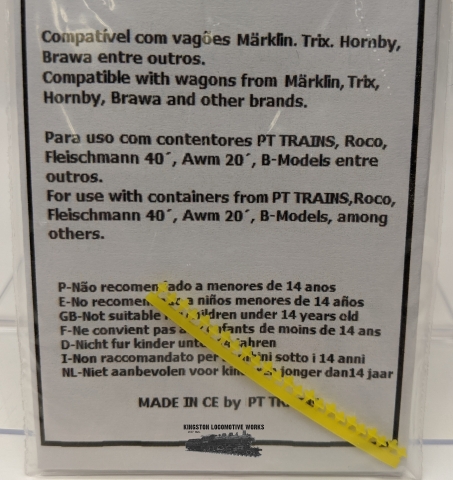 Compatível com vagões Märklin. Trix. Hornby,
Brawa entre outros.
Compatible with wagons from Märklin, Trix,
Hornby, Brawa and other brands.
Para uso com contentores PT TRAINS, Roco,
Fleischmann 40´, Awm 20´, B-Models entre
outros.
For use with containers from PT TRAINS,Roco,
Fleischmann 40´, Awm 20´, B-Models, among
others.
P-Não recomendado a menores de 14 anos
E-No recomen a niños menores de 14 años
GB-Not suitable children under 14 years old
F-Ne convient pas a enfants de moins de 14 ans
D-Nicht fur kinder unter 14 jahren
I-Non raccomandato per bambini sotto i 14 anni
NL-Niet aanbevolen voor jonger dan14 jaar
MADE IN CE by PT
KINGSTON LOCOMOTIVE WORKS